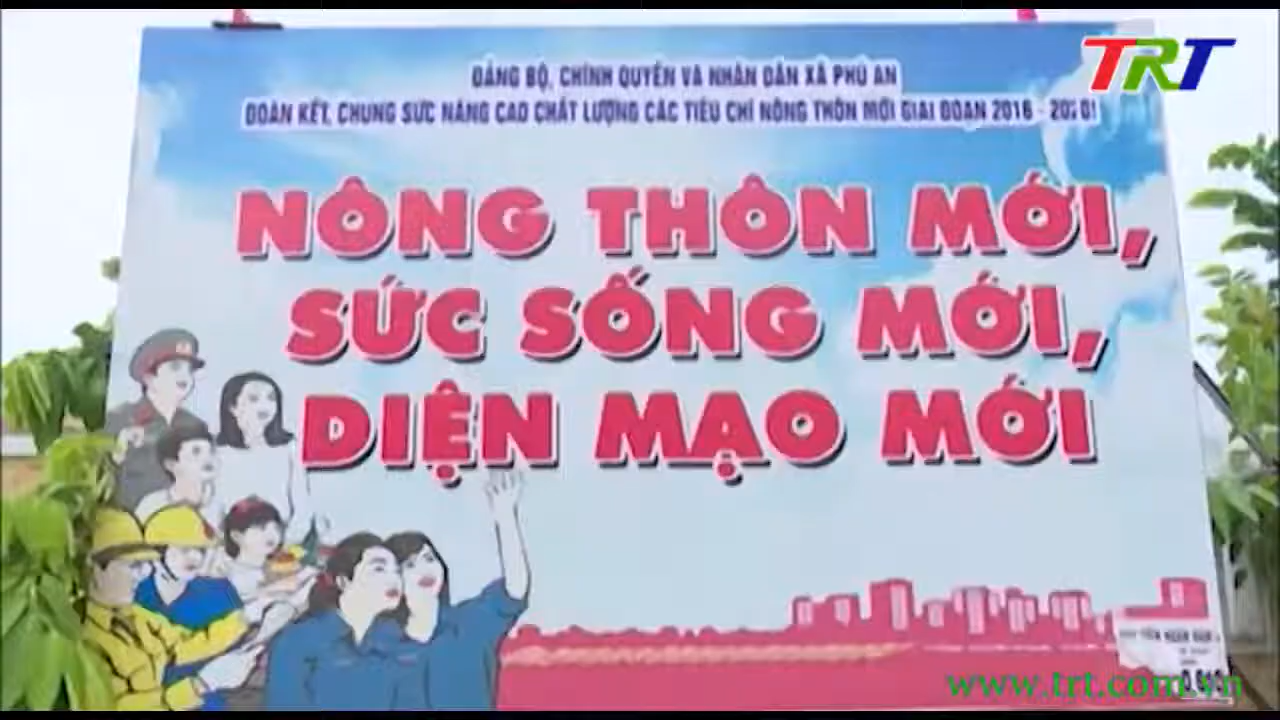 TRT
ĐẢNG BỘ, CHÍNH QUYỀN VÀ NHÂN DÂN XÃ PHÚ AN
ĐOÀN KẾT, CHUNG SỨC NÂNG CAO CHẤT LƯỢNG CÁC TIÊU CHÍ NÔNG THÔN MỚI GIAI ĐOẠN 2016 - 2020!
NÔNG THÔN MỚI,
SỨC SỐNG MỚI,
DIỆN MẠO MỚI
www.trt.com.vn